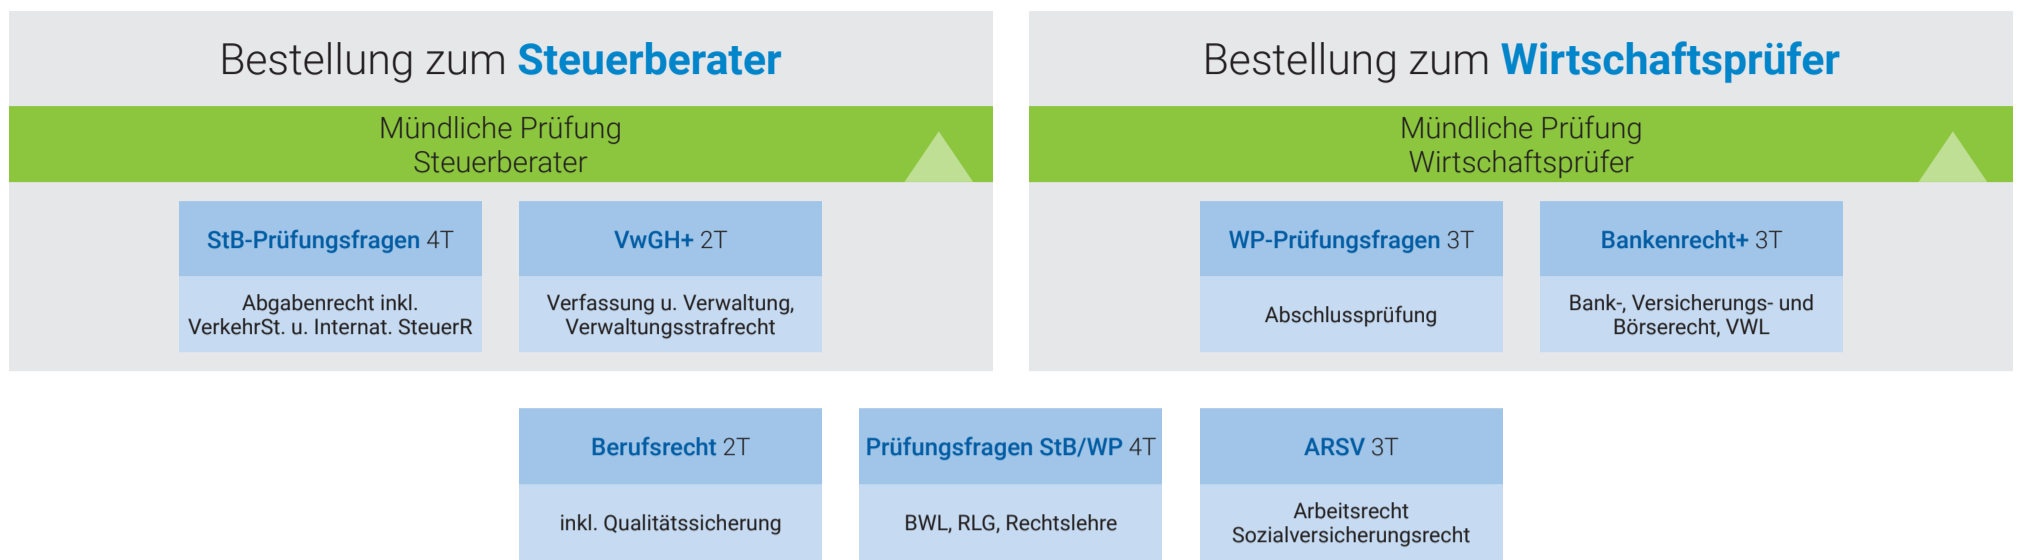 Bestellung zum Steuerberater
Mündliche Prüfung
Steuerberater
StB-Prüfungsfragen 4T
Abgabenrecht inkl.
VerkehrSt. u. Internat. SteuerR
VwGH+ 2T
Verfassung u. Verwaltung,
Verwaltungsstrafrecht
Bestellung zum Wirtschaftsprüfer
Mündliche Prüfung
Wirtschaftsprüfer
WP-Prüfungsfragen 3T
Abschlussprüfung
Bankenrecht+ 3T
Bank-, Versicherungs- und
Börserecht, VWL
Berufsrecht 2T
inkl. Qualitätssicherung
Prüfungsfragen StB/WP 4T
BWL, RLG, Rechtslehre
ARSV 3T
Arbeitsrecht
Sozialversicherungsrecht